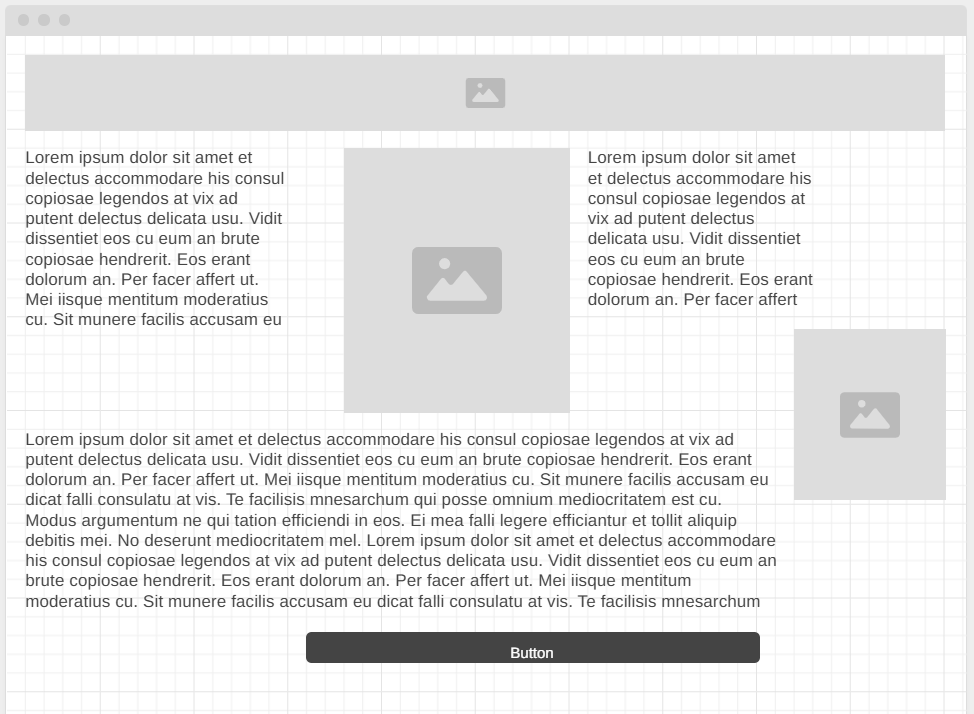 Lorem ipsum dolor sit amet et
delectus accommodare his consul
copiosae legendos at vix ad
putent delectus delicata usu. Vidit
dissentiet eos cu eum an brute
copiosae hendrerit. Eos erant
dolorum an. Per facer affert ut.
Mei iisque mentitum moderatius
cu. Sit munere facilis accusam eu
Lorem ipsum dolor sit amet
et delectus accommodare his
consul copiosae legendos at
vix ad putent delectus
delicata usu. Vidit dissentiet
eos cu eum an brute
copiosae hendrerit. Eos erant
dolorum an. Per facer affert
Lorem ipsum dolor sit amet et delectus accommodare his consul copiosae legendos at vix ad
putent delectus delicata usu. Vidit dissentiet eos cu eum an brute copiosae hendrerit. Eos erant
dolorum an. Per facer affert ut. Mei iisque mentitum moderatius cu. Sit munere facilis accusam eu
dicat falli consulatu at vis. Te facilisis mnesarchum qui posse omnium mediocritatem est cu.
Modus argumentum ne qui tation efficiendi in eos. Ei mea falli legere efficiantur et tollit aliquip
debitis mei. No deserunt mediocritatem mel. Lorem ipsum dolor sit amet et delectus accommodare
his consul copiosae legendos at vix ad putent delectus delicata usu. Vidit dissentiet eos cu eum an
brute copiosae hendrerit. Eos erant dolorum an. Per facer affert ut. Mei iisque mentitum
moderatius cu. Sit munere facilis accusam eu dicat falli consulatu at vis. Te facilisis mnesarchum
Button